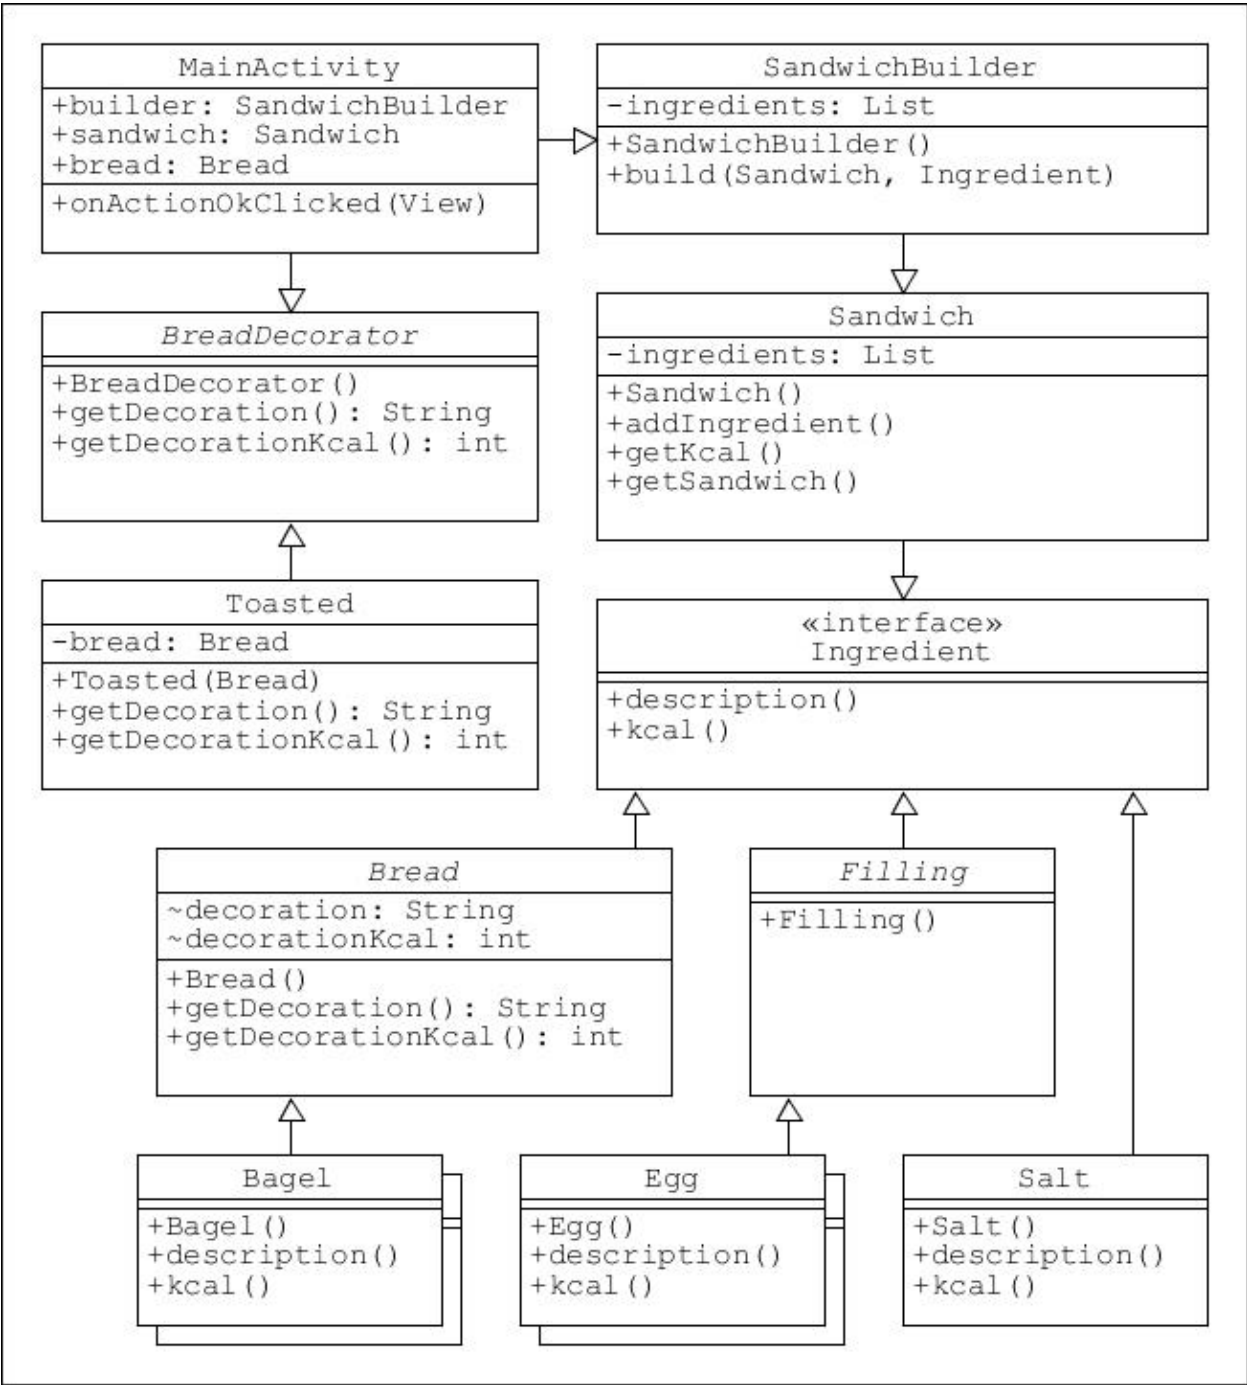 MainActivity
+builder: SandwichBuilder
+sandwich: Sandwich
+bread: Bread
+onActionOkClicked(View)
SandwichBuilder
-ingredients: List
+SandwichBuilder()
+build(Sandwich, Ingredient)
BreadDecorator
+BreadDecorator()
+getDecoration(): String
+getDecorationKcal(): int
Sandwich
-ingredients: List
+Sandwich()
+addIngredient()
+getKcal()
+getSandwich()
Toasted
-bread: Bread
+Toasted(Bread)
+getDecoration(): String
+getDecorationKcal(): int
«interface»
Ingredient
+description()
+kcal()
Bread
~decoration: String
~decorationKcal: int
+Bread()
+getDecoration(): String
+getDecorationKcal(): int
Filling
+Filling()
Bagel
+Bagel()
+description()
+kcal()
Egg
+Egg()
+description()
+kcal()
Salt
+Salt()
+description()
+kcal()